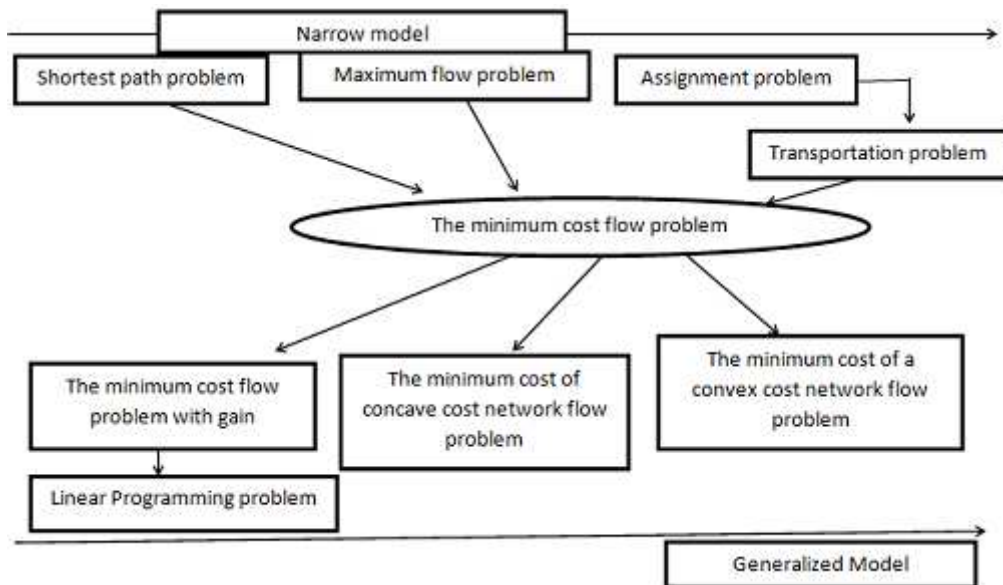 Narrow model
Shortest path problem
Maximum flow problem
Assignment problem
Transportation problem
The minimum cost flow problem
The minimum cost flow
problem with gain
The minimum cost of
concave cost network flow
problem
The minimum cost of a
convex cost network flow
problem
Linear Programming problem
Generalized Model